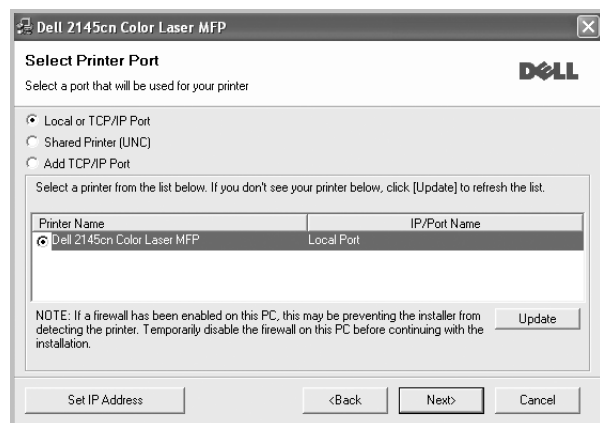 Dell 2145cn Color Laser MFP
Select Printer Port
Select a port that will be used for your printer
DELL
Local or TCP/IP Port
Shared Printer (UNC)
Add TCP/IP Port
Select a printer from the list below. If you don't see your printer below, click [Update] to refresh the list.
Printer Name IP/Port Name
Dell 2145cn Color Laser MFP Local Port
NOTE: If a firewall has been enabled on this PC, this may be preventing the installer from
detecting the printer. Temporarily disable the firewall on this PC before continuing with the
installation.
Update
Set IP Address <Back Next> Cancel